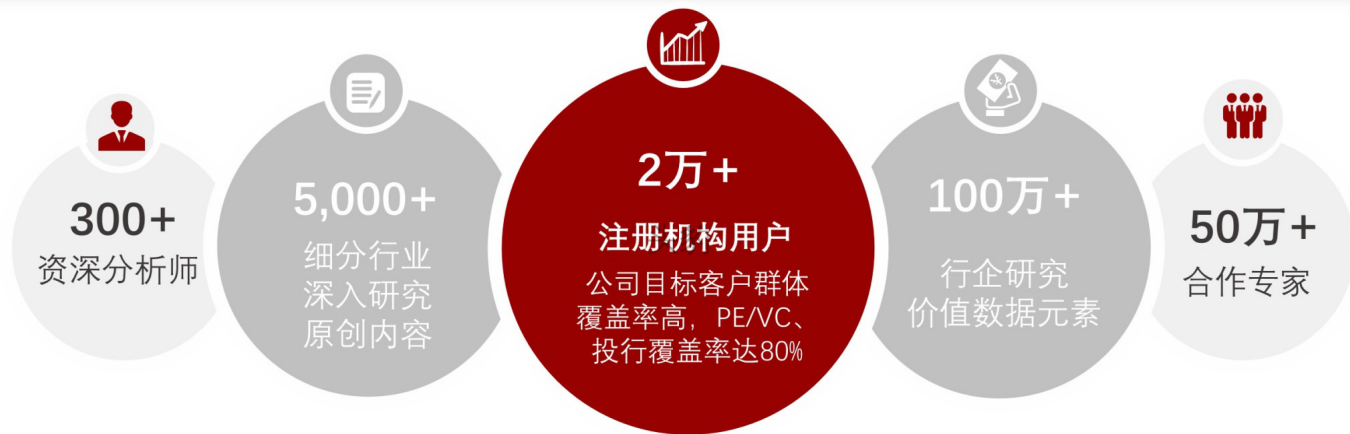 300+
资深分析师
5,000+
细分行业
深入研究
原创内容
2万+
注册机构用户
公司目标客户群体
覆盖率高，PE/VC、
投行覆盖率达80%
100万+
行企研究
价值数据元素
50万+
合作专家